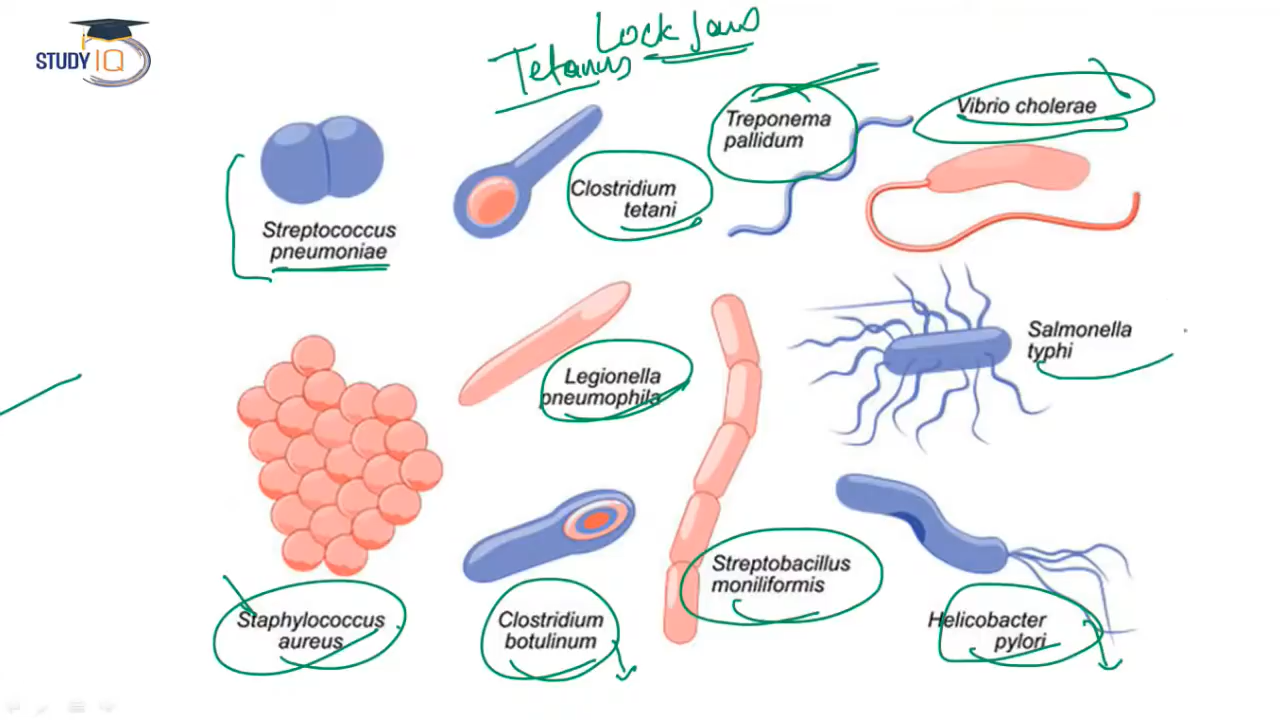 STUDY IQ
Lock Jaw
Tetanus
Streptococcus
pneumoniae
Clostridium
tetani
Treponema
pallidum
Vibrio cholerae
Legionella
pneumophila
Salmonella
typhi
Staphylococcus
aureus
Clostridium
botulinum
Streptobacillus
moniliformis
Helicobacter
pylori